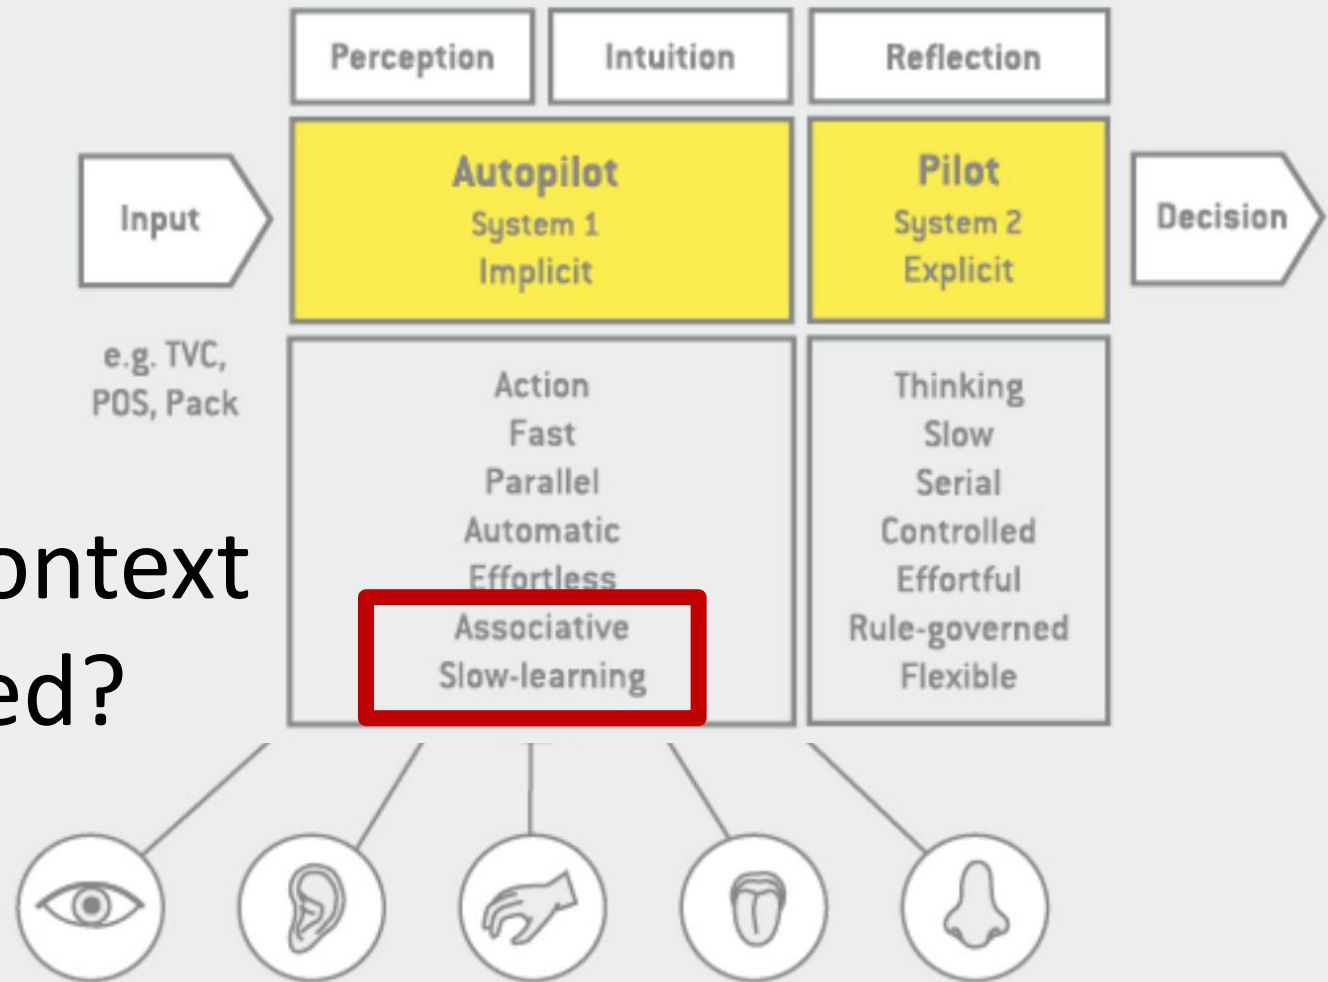 Perception
Intuition
Reflection
Input
Autopilot
System 1
Implicit
Pilot
System 2
Explicit
Decision
e.g. TVC,
POS, Pack
Action
Fast
Parallel
Automatic
Effortless
Associative
Slow-learning
Thinking
Slow
Serial
Controlled
Effortful
Rule-governed
Flexible
ontext
ed?